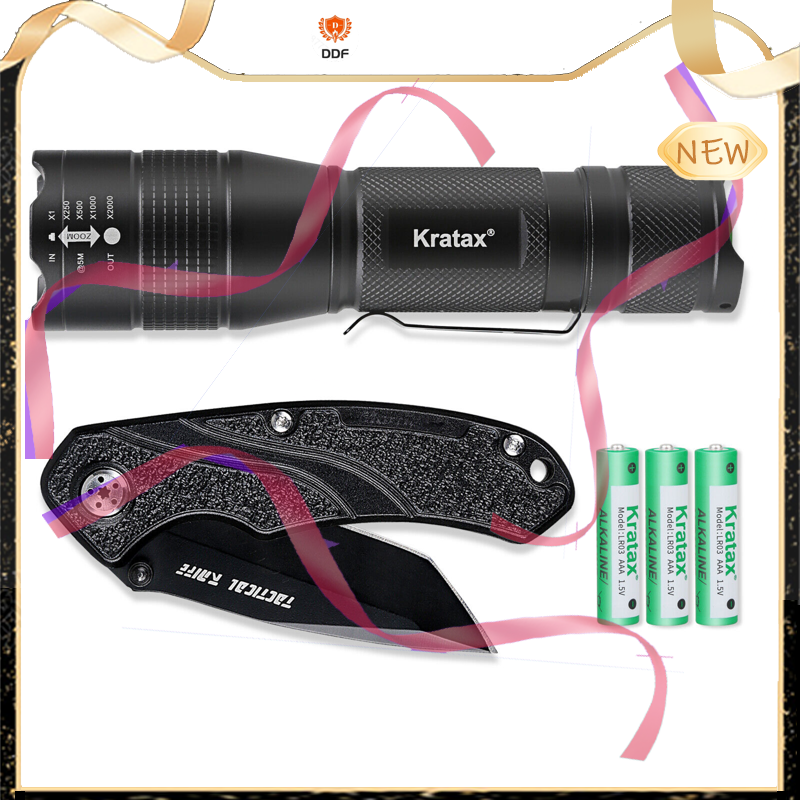 DDF
NEW
X1
X250
X500
X1000
X2000
IN
ZOOM
OUT
@5M
Kratax®
TACTICAL KNIFE
Kratax®
Model:LR03 AAA 1.5V
ALKALINE/
Kratax®
Model:LR03 AAA 1.5V
ALKALINE/
Kratax®
Model:LR03 AAA 1.5V
ALKALINE/